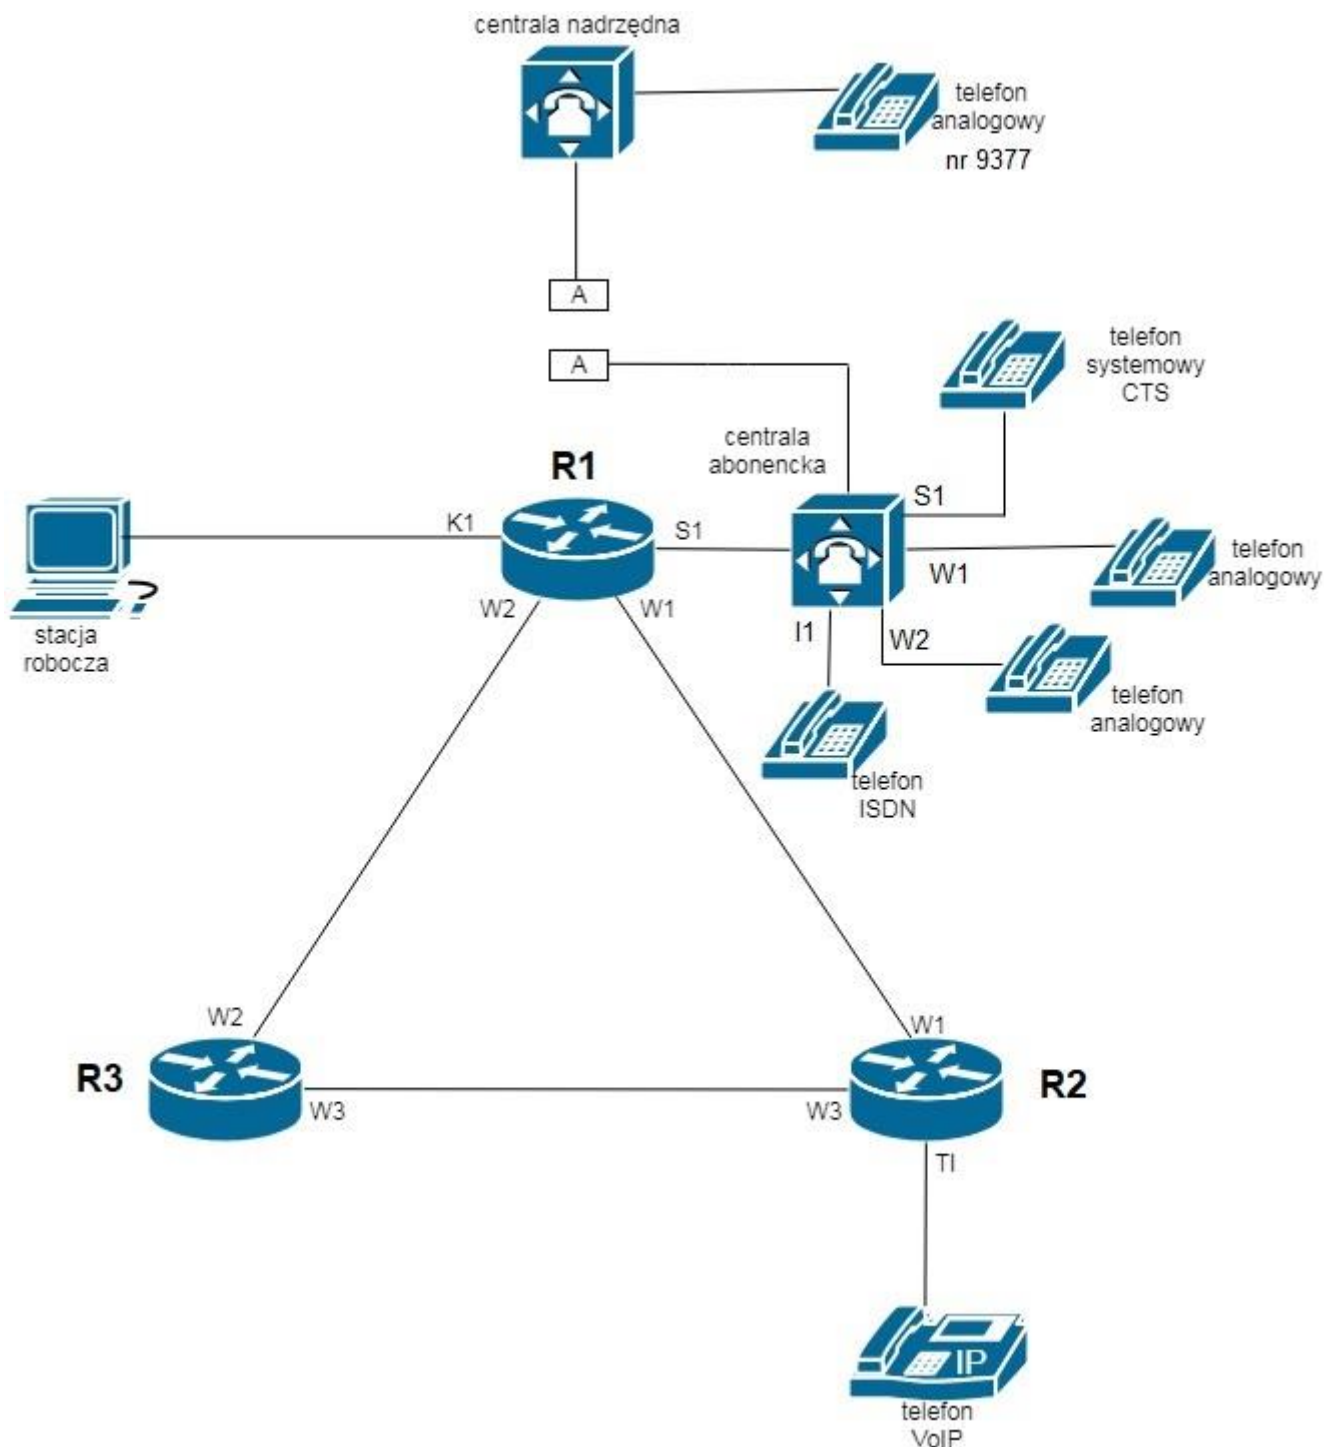 centrala nadrzędna
telefon
analogowy
nr 9377
A
A
telefon
systemowy
CTS
centrala
abonencka
R1
S1
K1
S1
W1
telefon
analogowy
W2
W1
I1
W2
stacja
robocza
telefon
analogowy
telefon
ISDN
W2
W1
R3
R2
W3
W3
TI
IP
telefon
VoIP